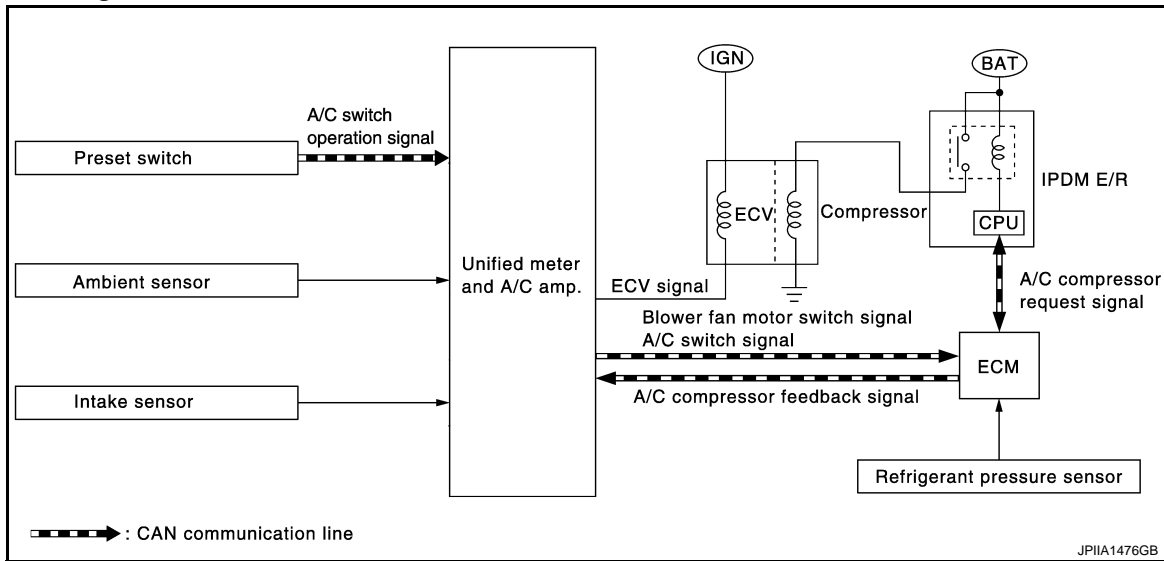 IGN
BAT
A/C switch
operation signal
Preset switch
IPDM E/R
ECV
Compressor
CPU
Unified meter
and A/C amp.
Ambient sensor
ECV signal
A/C compressor
request signal
Blower fan motor switch signal
A/C switch signal
ECM
A/C compressor feedback signal
Intake sensor
Refrigerant pressure sensor
: CAN communication line
JPIIA1476GB